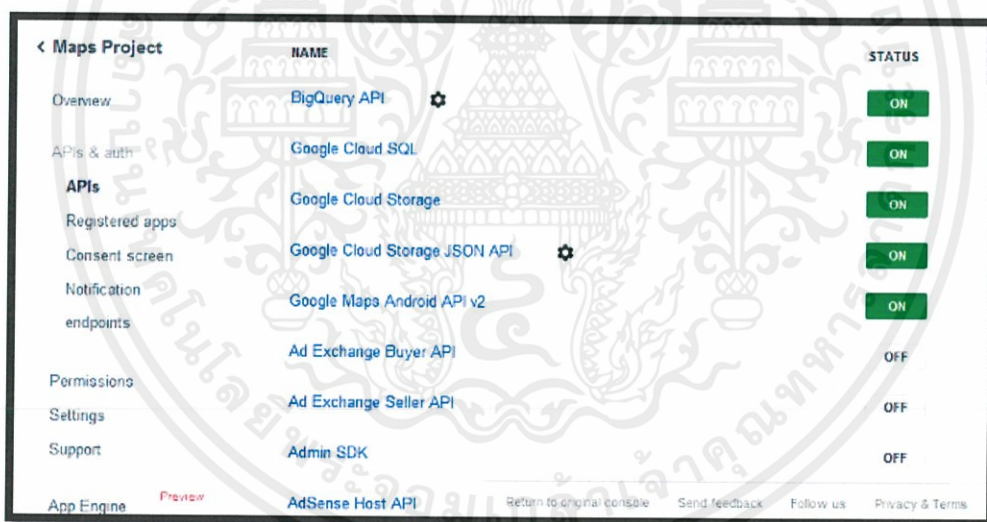 < Maps Project
Overview
APIs & auth
APIs
Registered apps
Consent screen
Notification
endpoints
Permissions
Settings
Support
App Engine Preview
NAME STATUS
BigQuery API ON
Google Cloud SQL ON
Google Cloud Storage ON
Google Cloud Storage JSON API ON
Google Maps Android API v2 ON
Ad Exchange Buyer API OFF
Ad Exchange Seller API OFF
Admin SDK OFF
AdSense Host API
Return to original console Send feedback Follow us Privacy & Terms